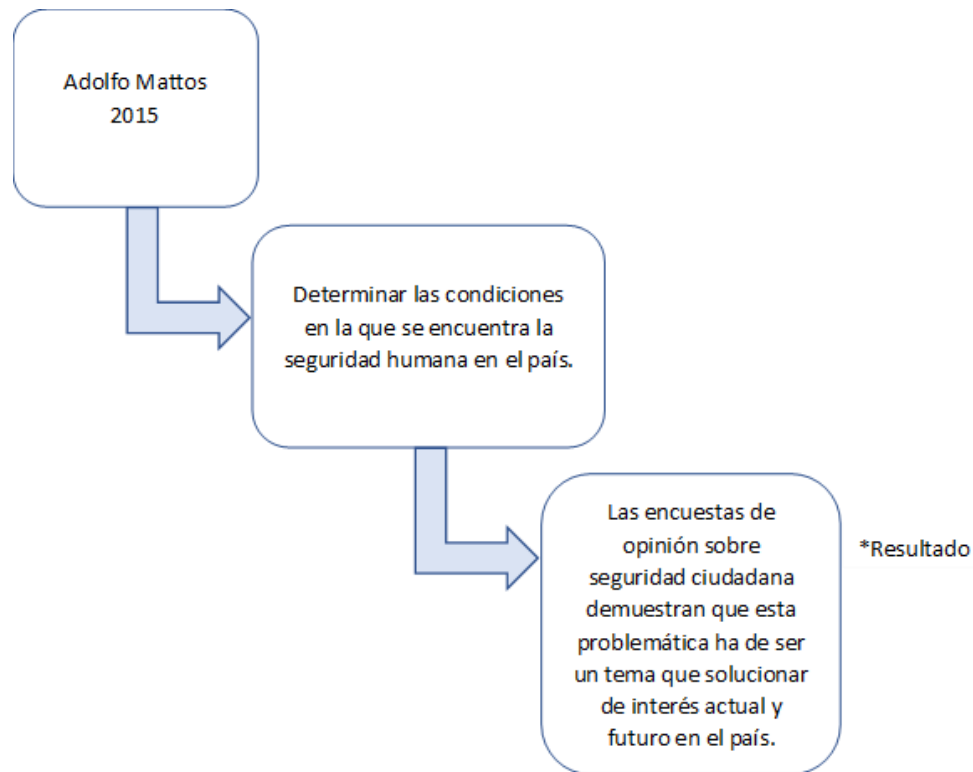 Adolfo Mattos
2015
Determinar las condiciones
en la que se encuentra la
seguridad humana en el país.
Las encuestas de
opinión sobre
seguridad ciudadana
demuestran que esta
problemática ha de ser
un tema que solucionar
de interés actual y
futuro en el país.
*Resultado